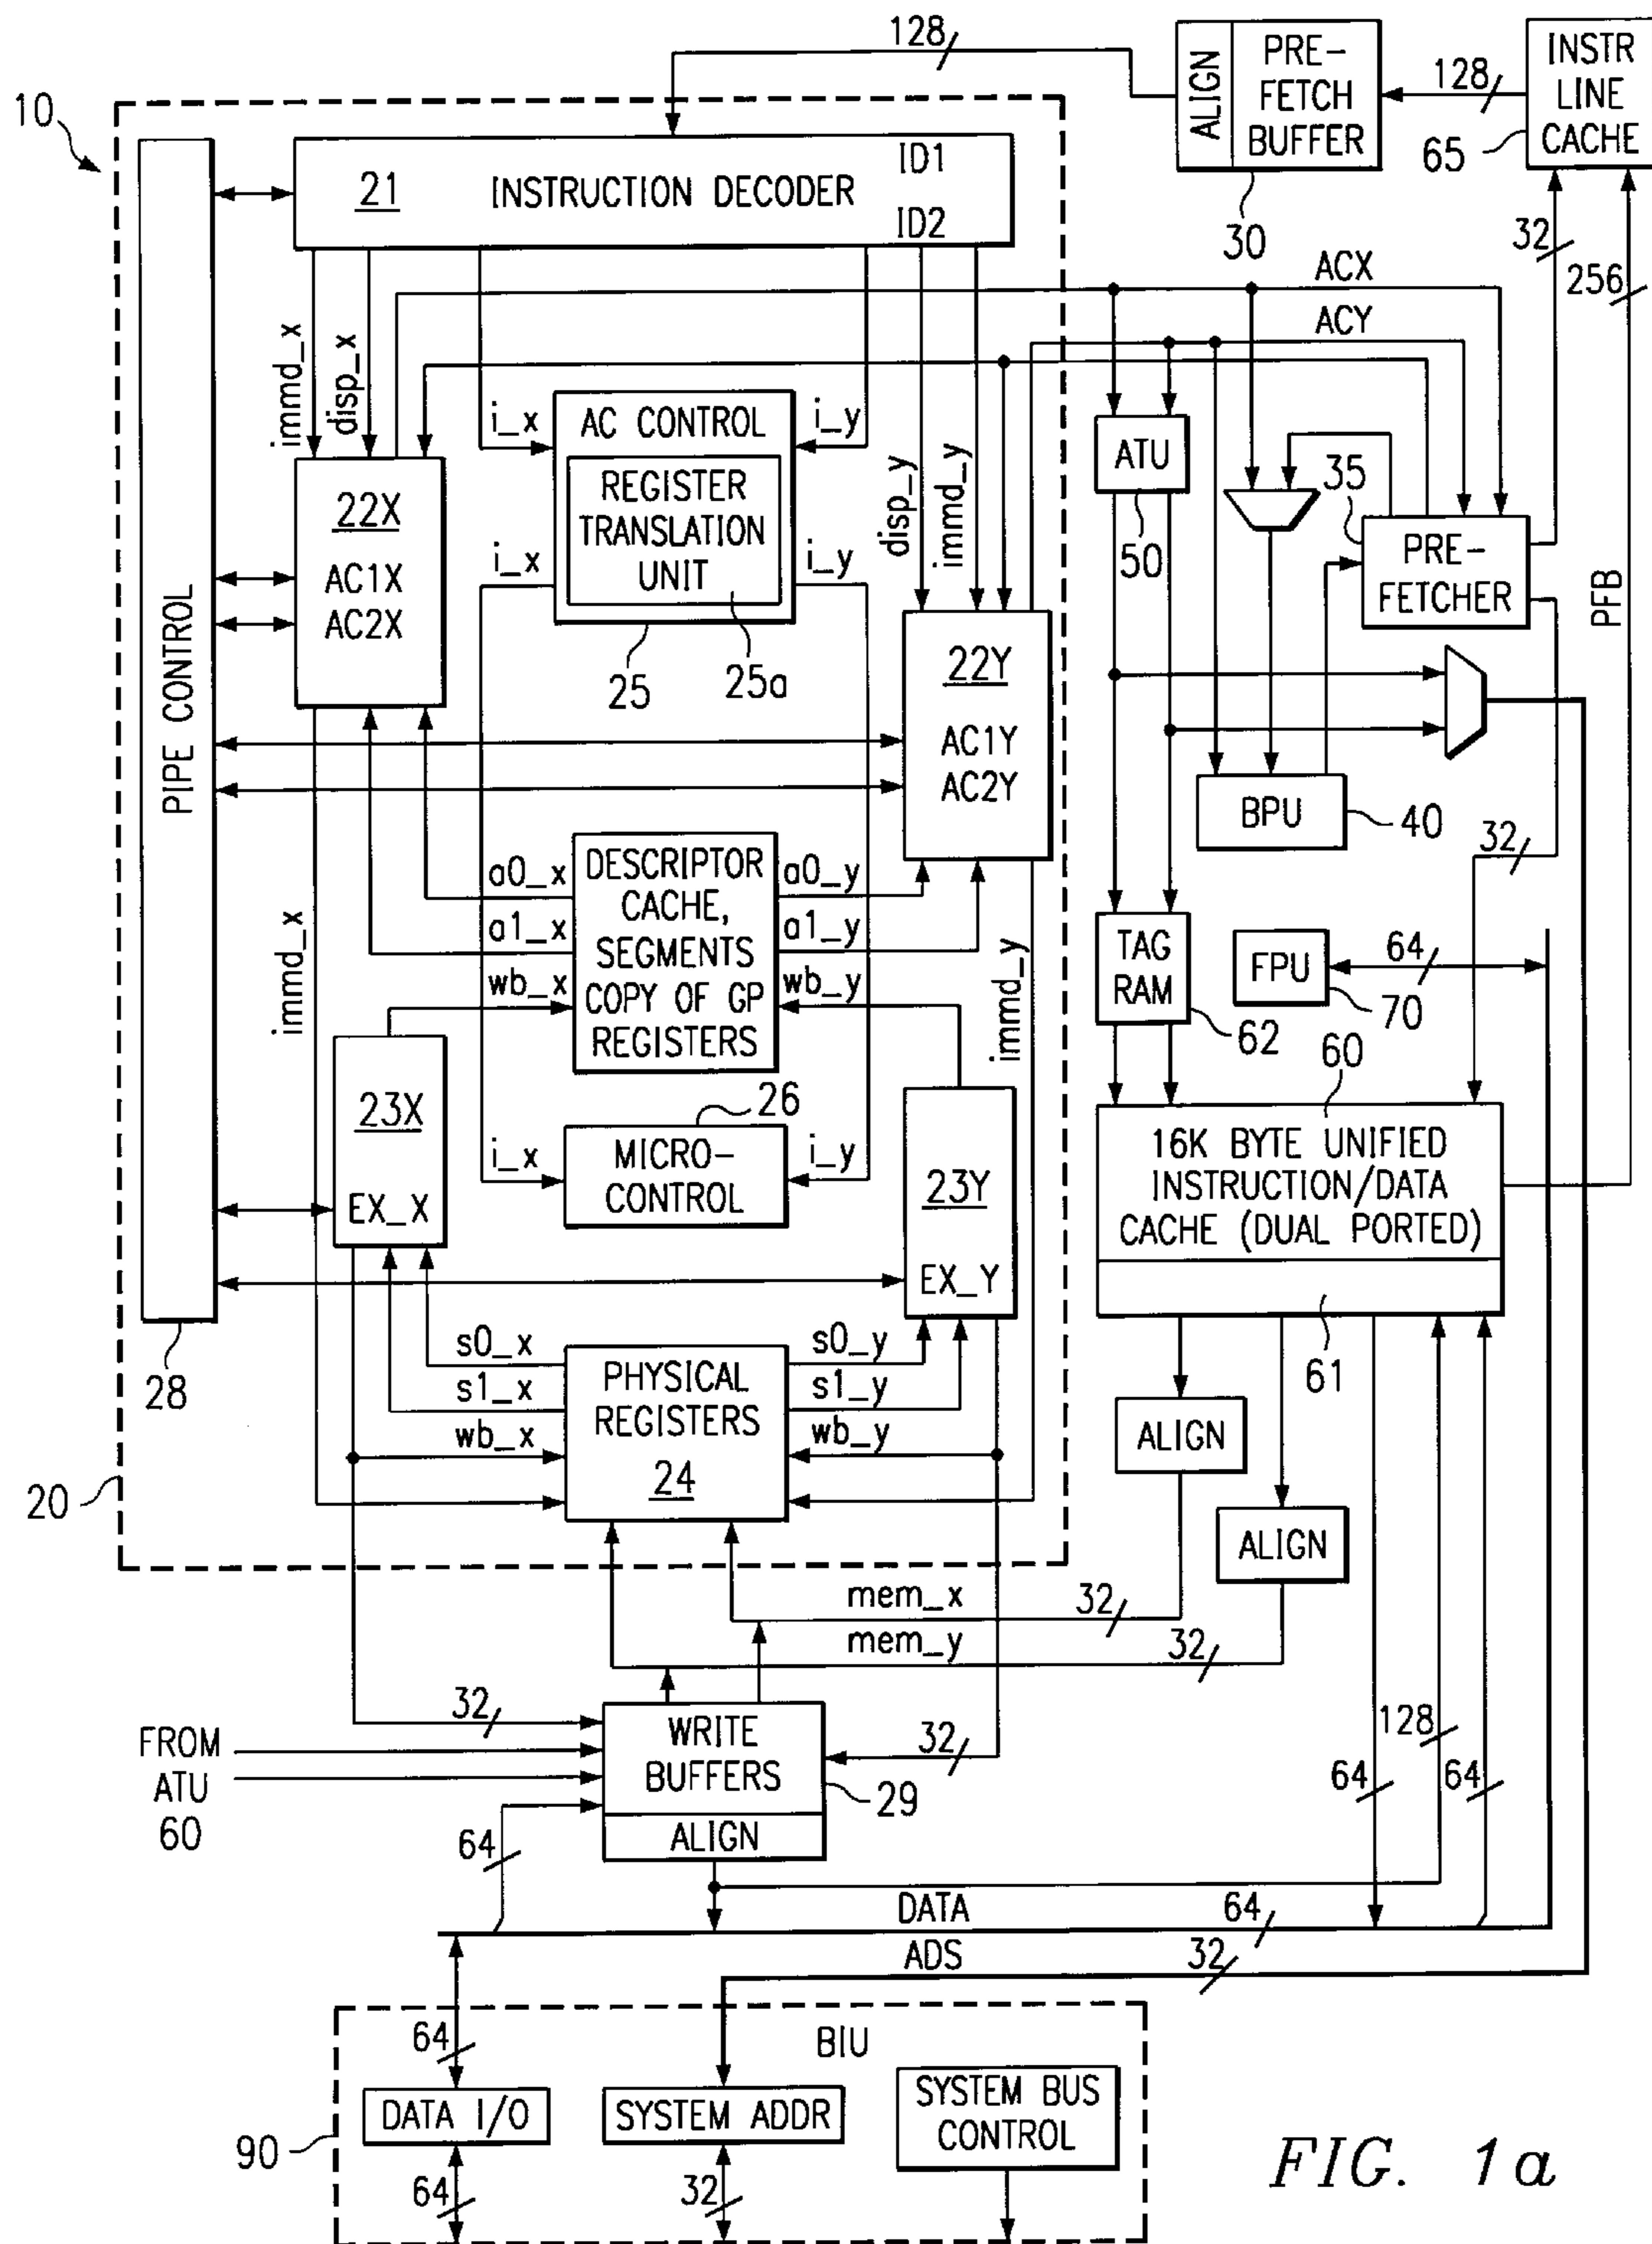 128
ALIGN
PRE-
FETCH
BUFFER
128
INSTR
LINE
CACHE
10
65
30
21
INSTRUCTION DECODER
ID1
ID2
32
256
ACX
ACY
immd_x
disp_x
i_x
AC CONTROL
i_y
REGISTER
TRANSLATION
UNIT
disp_y
immd_y
ATU
50
35
PRE-
FETCHER
PFB
22X
AC1X
AC2X
i_x
i_y
25
25a
22Y
AC1Y
AC2Y
PIPE CONTROL
BPU
40
32
a0_x
a1_x
wb_x
DESCRIPTOR
CACHE,
SEGMENTS
COPY OF GP
REGISTERS
a0_y
a1_y
wb_y
immd_x
immd_y
TAG
RAM
62
FPU
70
64
60
23X
EX_X
26
i_x
MICRO-
CONTROL
i_y
23Y
EX_Y
16K BYTE UNIFIED
INSTRUCTION/DATA
CACHE (DUAL PORTED)
61
28
s0_x
s1_x
wb_x
PHYSICAL
REGISTERS
24
s0_y
s1_y
wb_y
ALIGN
20
ALIGN
mem_x
32
mem_y
32
32
FROM
ATU
60
WRITE
BUFFERS
ALIGN
32
29
64
128
64
64
DATA
64
ADS
32
64
BIU
DATA I/O
SYSTEM ADDR
SYSTEM BUS
CONTROL
90
64
32
FIG. 1a